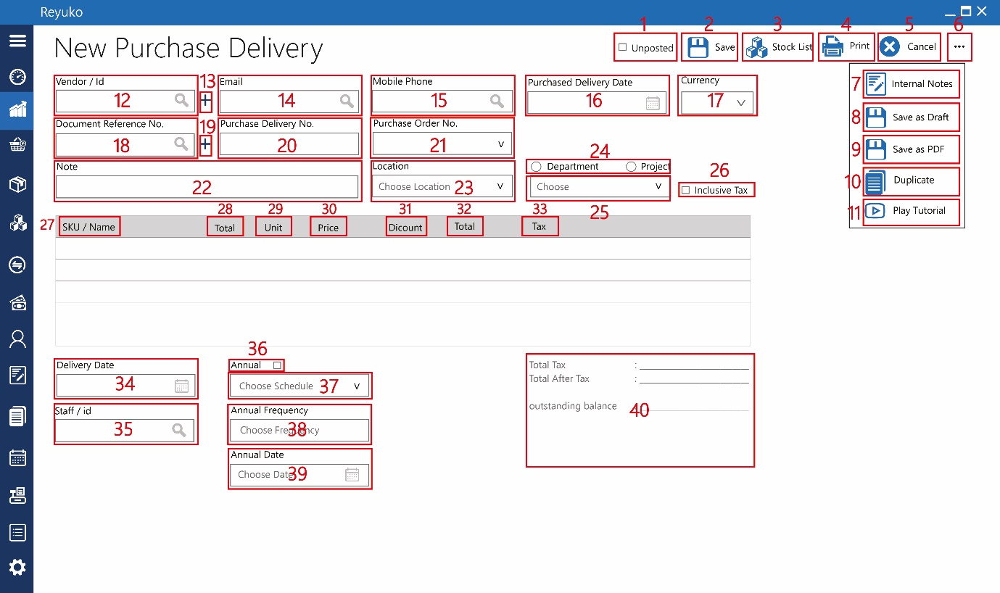 Reyuko
New Purchase Delivery
1 2 3 4 5 6
Unposted Save Stock List Print Cancel ...
7 Internal Notes
8 Save as Draft
9 Save as PDF
10 Duplicate
11 Play Tutorial
Vendor / Id 13 Email Mobile Phone Purchased Delivery Date Currency
12 + 14 15 16 17 v
Document Reference No. 19 Purchase Delivery No. Purchase Order No.
18 + 20 21 v
Note Location 24
Department Project
22 Choose Location 23 v Choose v 26
Inclusive Tax
25
27 28 29 30 31 32 33
SKU / Name Total Unit Price Dicount Total Tax
Delivery Date 36
Annual
34 Choose Schedule 37 v
Staff / id Annual Frequency
35 Choose Frequency 38
Annual Date
Choose Date 39
Total Tax : ____________
Total After Tax : ____________
outstanding balance 40 ____________